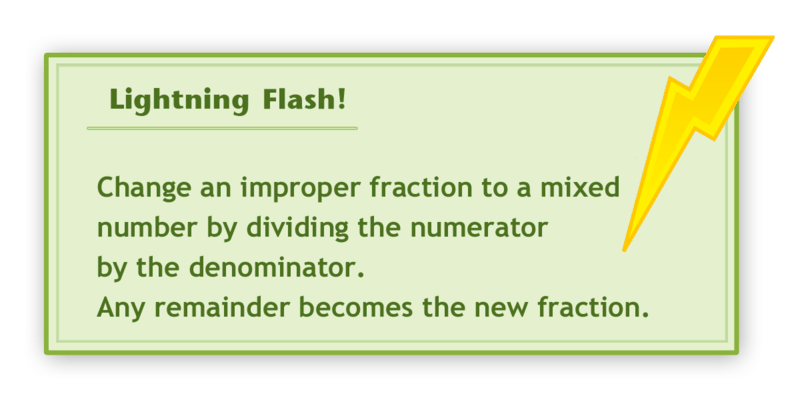 Lightning Flash!
Change an improper fraction to a mixed
number by dividing the numerator
by the denominator.
Any remainder becomes the new fraction.